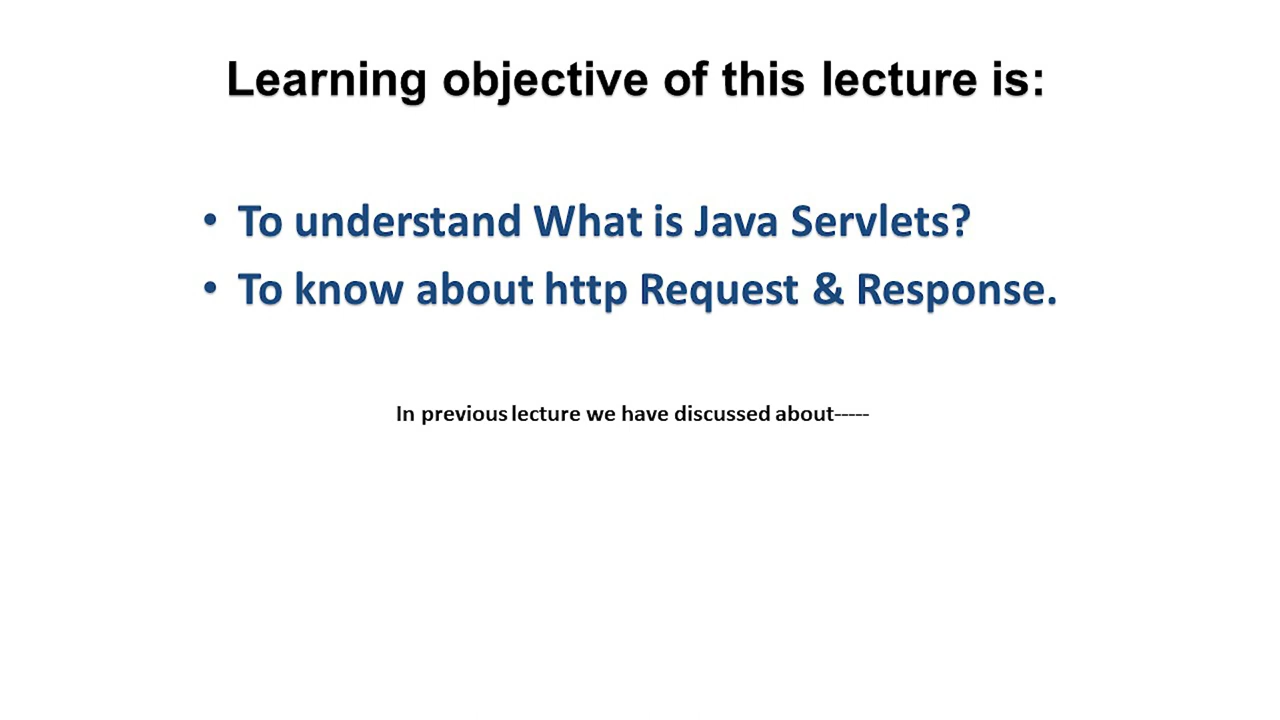 Learning objective of this lecture is:
• To understand What is Java Servlets?
• To know about http Request & Response.
In previous lecture we have discussed about-----